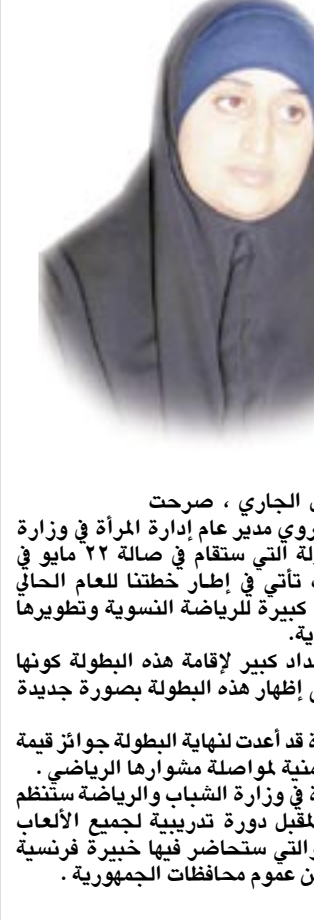 الجاري ، صرحت
روي مدير عام إدارة المرأة في وزارة
ولة التي ستقام في صالة ٢٢ مايو في
تأتي في إطار خطتنا للعام الحالي
كبيرة للرياضة النسوية وتطويرها
ية.
داد كبير لإقامة هذه البطولة كونها
إظهار هذه البطولة بصورة جديدة
ة قد أعدت لنهاية البطولة جوائز قيمة
منية لمواصلة مشوارها الرياضي .
ة في وزارة الشباب والرياضة ستنظم
لمقبل دورة تدريبية لجميع الألعاب
والتي ستحاضر فيها خبيرة فرنسية
ن عموم محافظات الجمهورية .